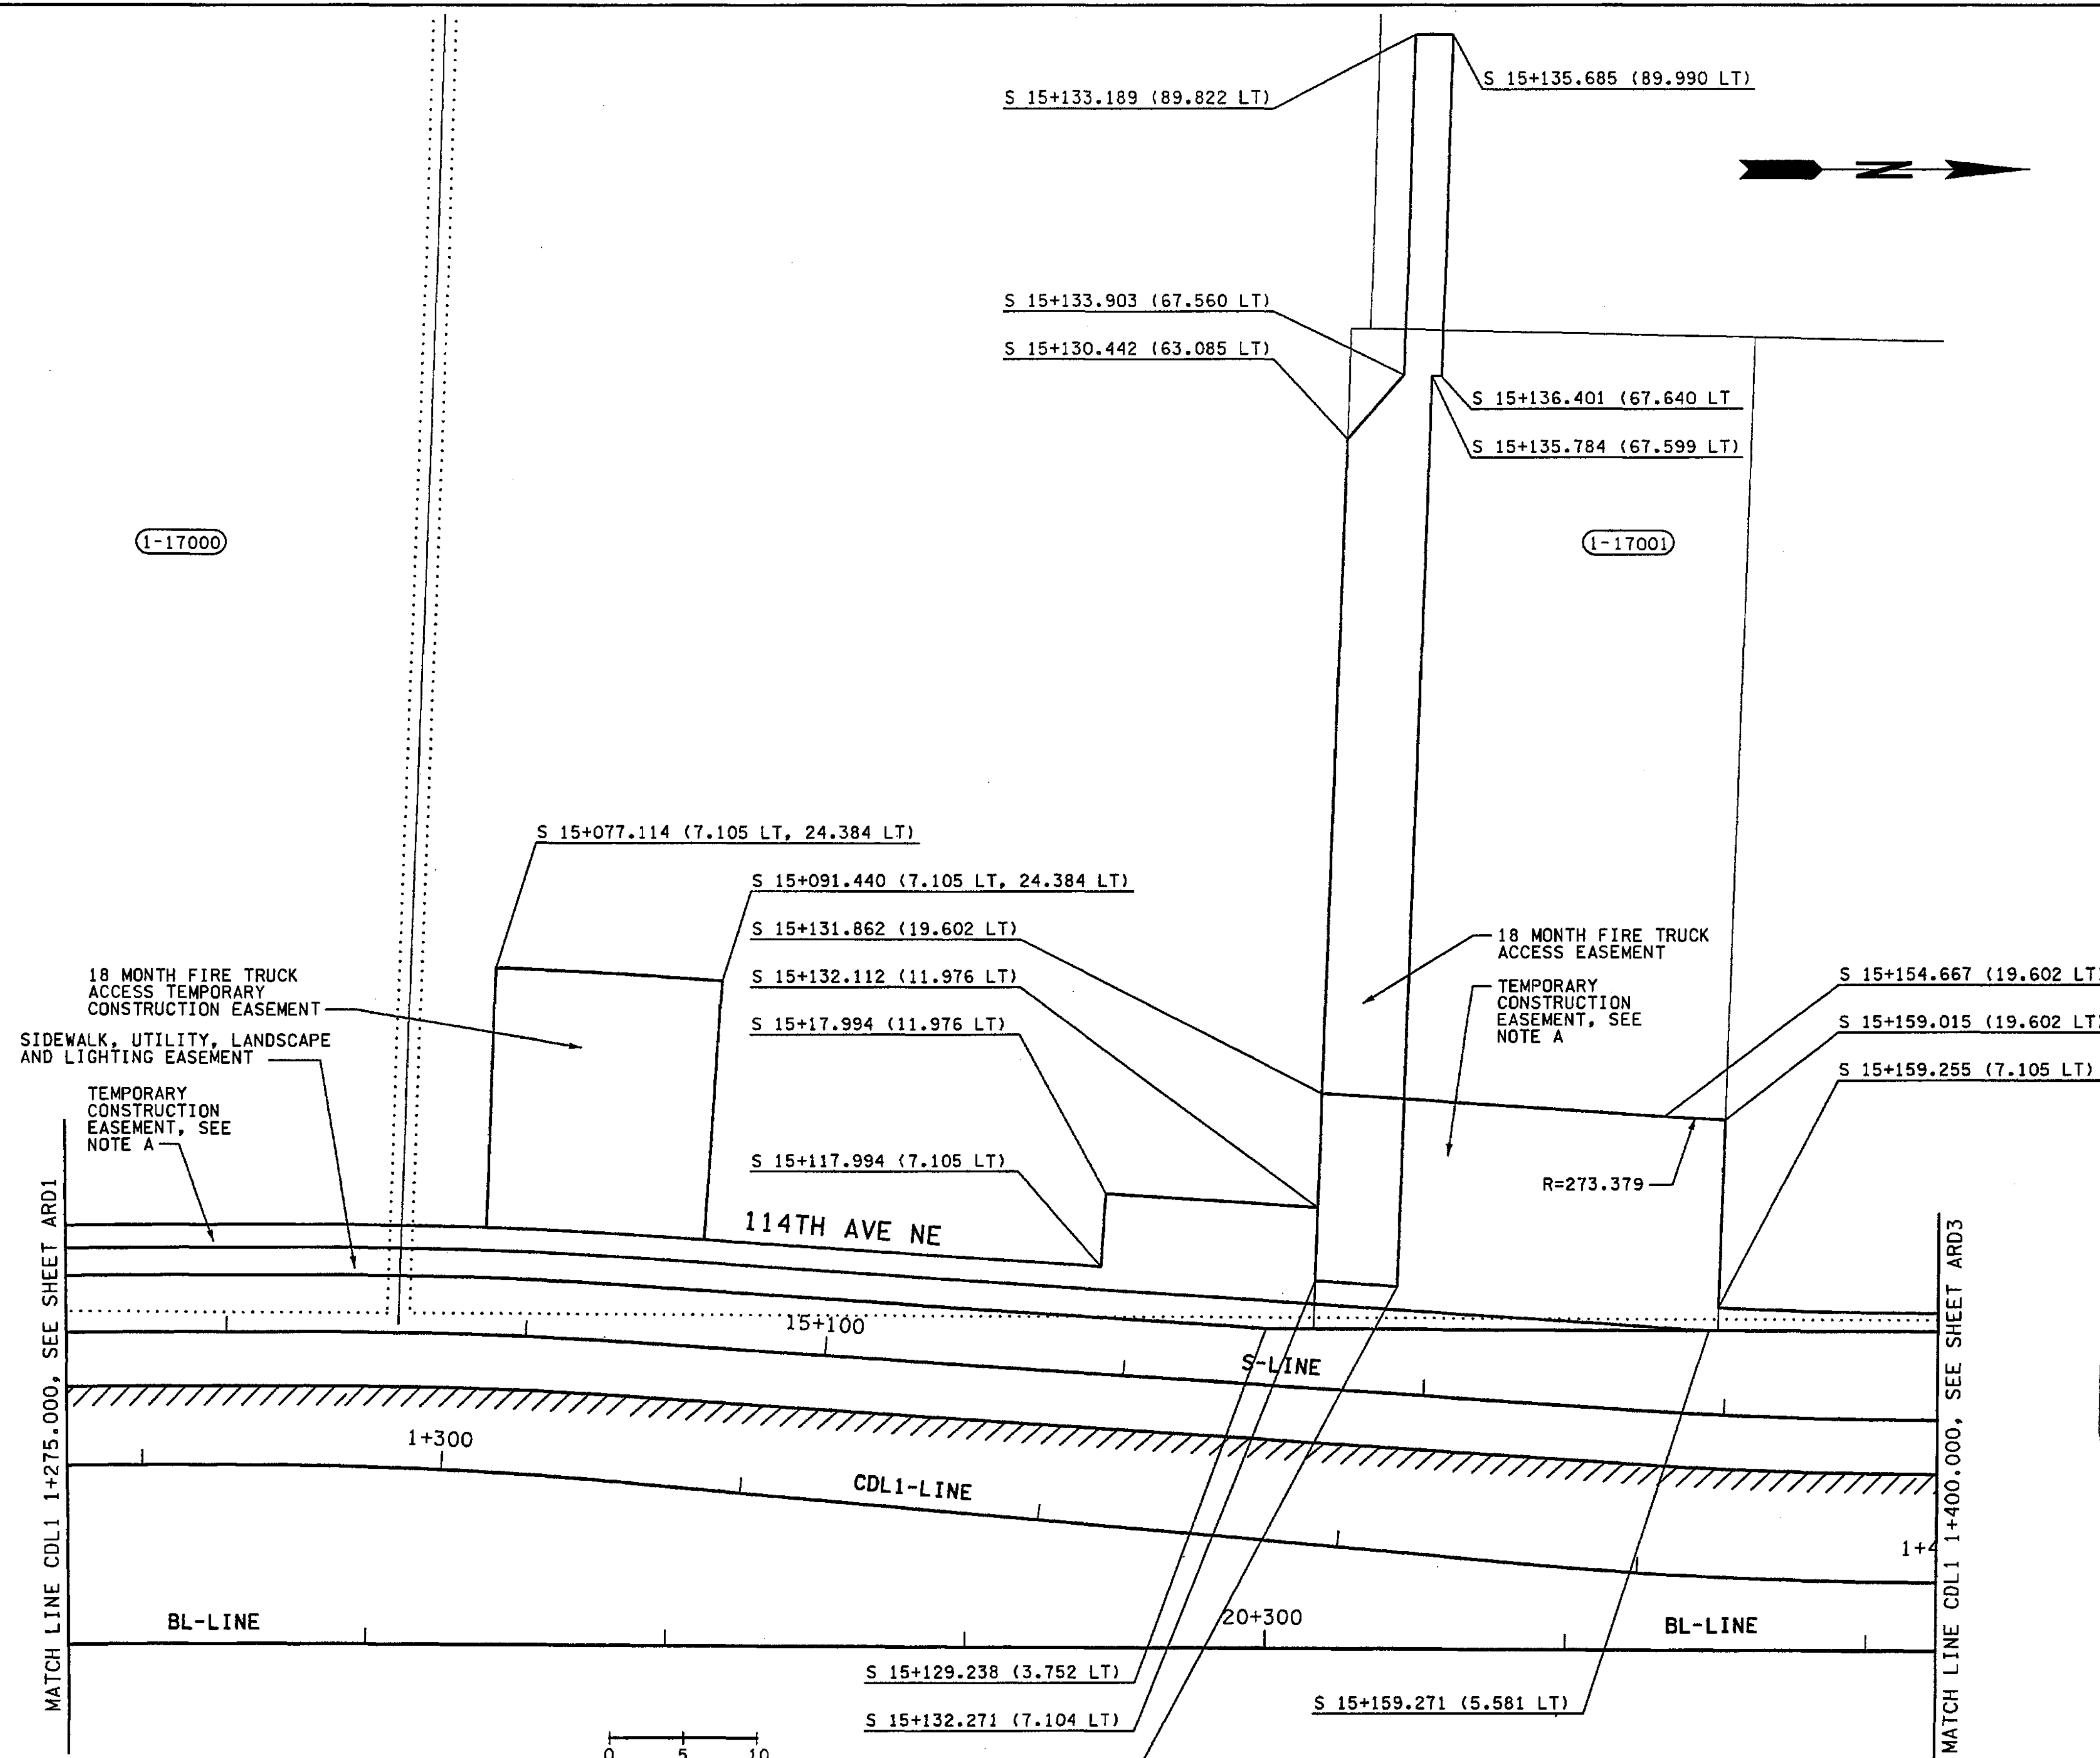 S 15+133.189 (89.822 LT)
S 15+135.685 (89.990 LT)
N
S 15+133.903 (67.560 LT)
S 15+130.442 (63.085 LT)
S 15+136.401 (67.640 LT
S 15+135.784 (67.599 LT)
1-17000
1-17001
S 15+077.114 (7.105 LT, 24.384 LT)
S 15+091.440 (7.105 LT, 24.384 LT)
S 15+131.862 (19.602 LT)
S 15+132.112 (11.976 LT)
S 15+17.994 (11.976 LT)
S 15+117.994 (7.105 LT)
18 MONTH FIRE TRUCK
ACCESS TEMPORARY
CONSTRUCTION EASEMENT
SIDEWALK, UTILITY, LANDSCAPE
AND LIGHTING EASEMENT
TEMPORARY
CONSTRUCTION
EASEMENT, SEE
NOTE A
18 MONTH FIRE TRUCK
ACCESS EASEMENT
TEMPORARY
CONSTRUCTION
EASEMENT, SEE
NOTE A
S 15+154.667 (19.602 LT)
S 15+159.015 (19.602 LT)
S 15+159.255 (7.105 LT)
R=273.379
114TH AVE NE
MATCH LINE CDL1 1+275.000, SEE SHEET ARD1
MATCH LINE CDL1 1+400.000, SEE SHEET ARD3
15+100
S-LINE
1+300
CDL1-LINE
1+4
BL-LINE
20+300
BL-LINE
S 15+129.238 (3.752 LT)
S 15+132.271 (7.104 LT)
S 15+159.271 (5.581 LT)
0 5 10